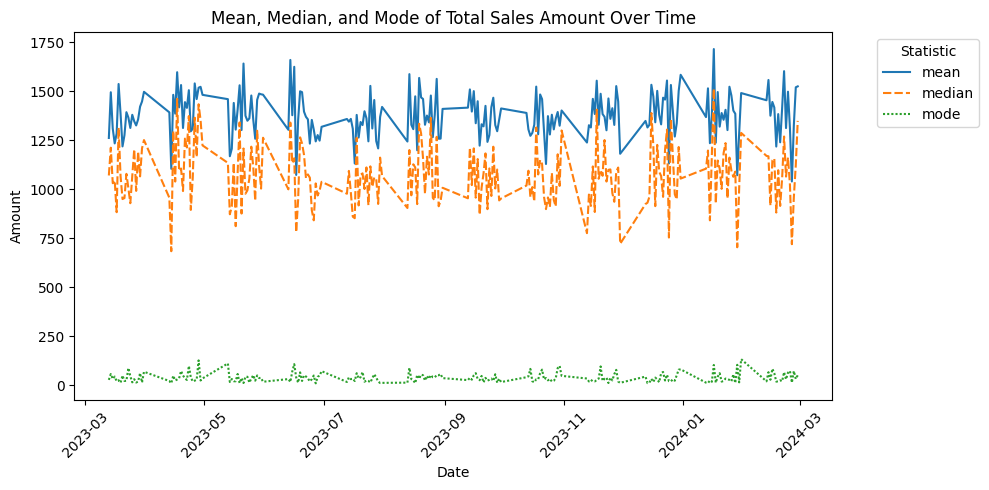 Mean, Median, and Mode of Total Sales Amount Over Time
1750
1500
1250
1000
750
500
250
0
Amount
2023-03
2023-05
2023-07
2023-09
2023-11
2024-01
2024-03
Date
Statistic
mean
median
mode